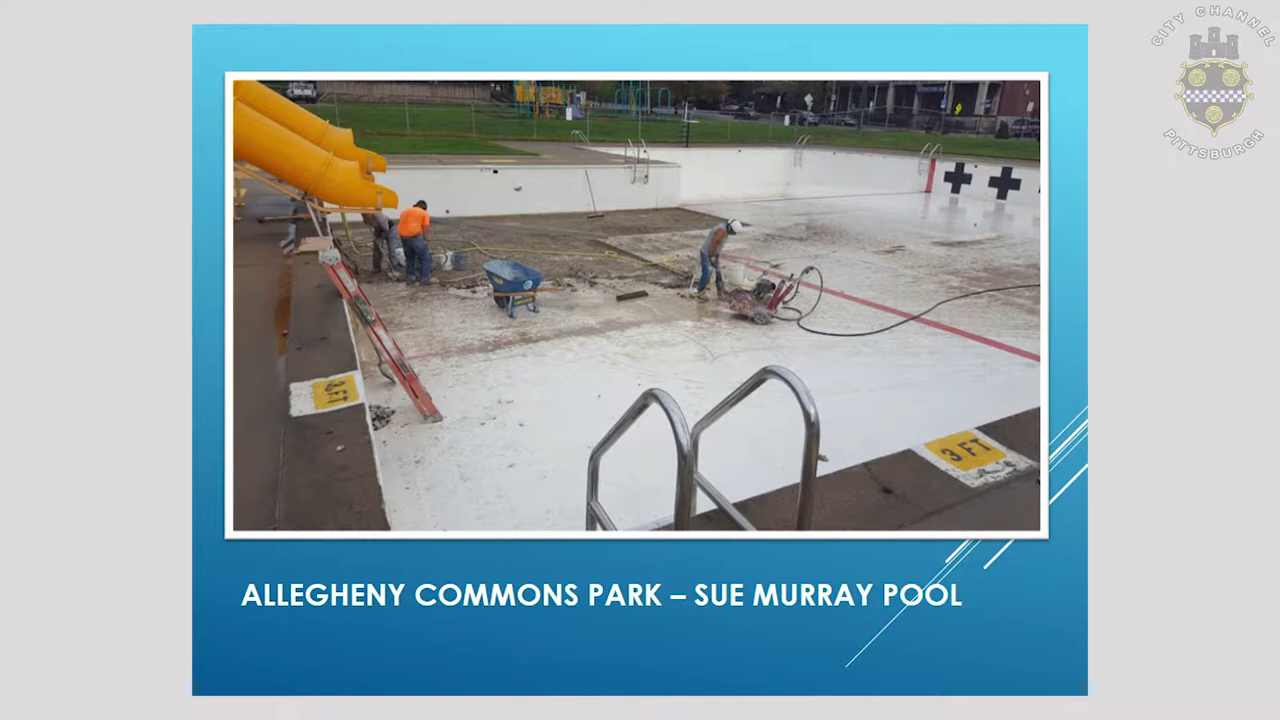 CITY CHANNEL
PITTSBURGH
3 FT
3 FT
ALLEGHENY COMMONS PARK – SUE MURRAY POOL